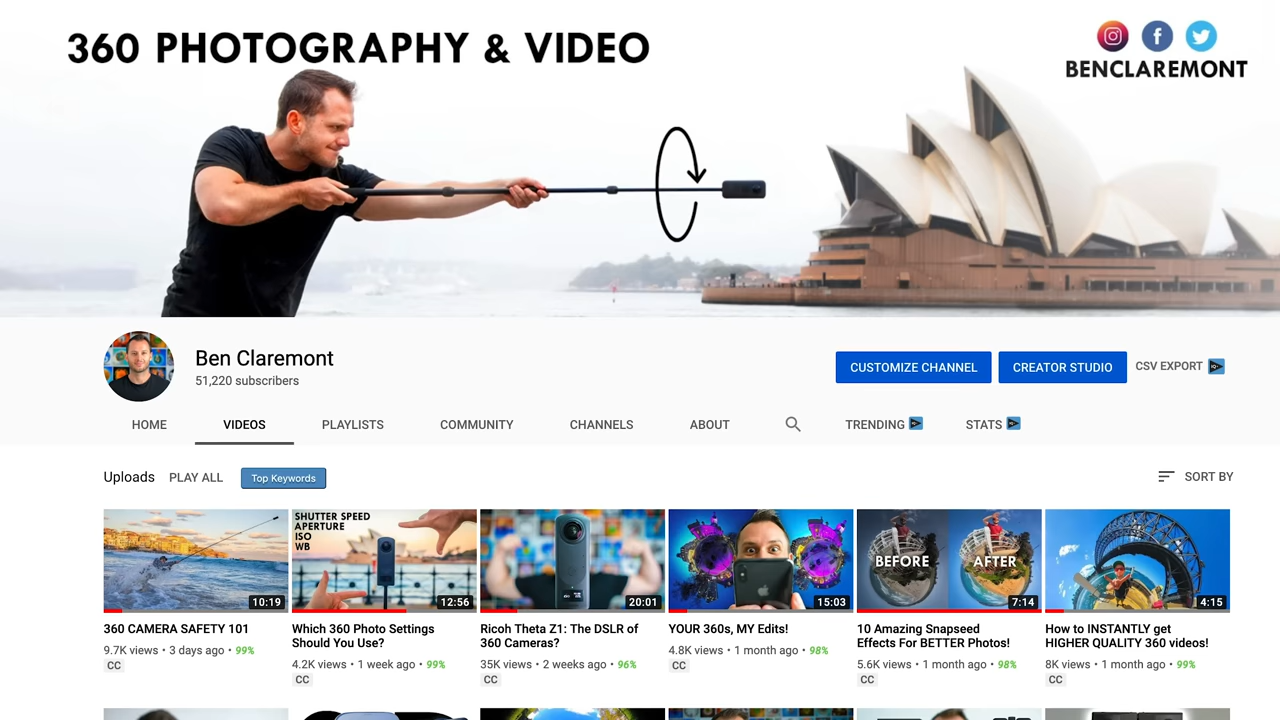 360 PHOTOGRAPHY & VIDEO
BENCLAREMONT
Ben Claremont
51,220 subscribers
CUSTOMIZE CHANNEL
CREATOR STUDIO
CSV EXPORT
HOME
VIDEOS
PLAYLISTS
COMMUNITY
CHANNELS
ABOUT
TRENDING
STATS
Uploads
PLAY ALL
Top Keywords
SORT BY
10:19
SHUTTER SPEED
APERTURE
ISO
WB
12:56
20:01
15:03
BEFORE
AFTER
7:14
4:15
360 CAMERA SAFETY 101
9.7K views • 3 days ago • 99%
CC
Which 360 Photo Settings
Should You Use?
4.2K views • 1 week ago • 99%
CC
Ricoh Theta Z1: The DSLR of
360 Cameras?
35K views • 2 weeks ago • 96%
CC
YOUR 360s, MY Edits!
4.8K views • 1 month ago • 98%
CC
10 Amazing Snapseed
Effects For BETTER Photos!
5.6K views • 1 month ago • 98%
CC
How to INSTANTLY get
HIGHER QUALITY 360 videos!
8K views • 1 month ago • 99%
CC